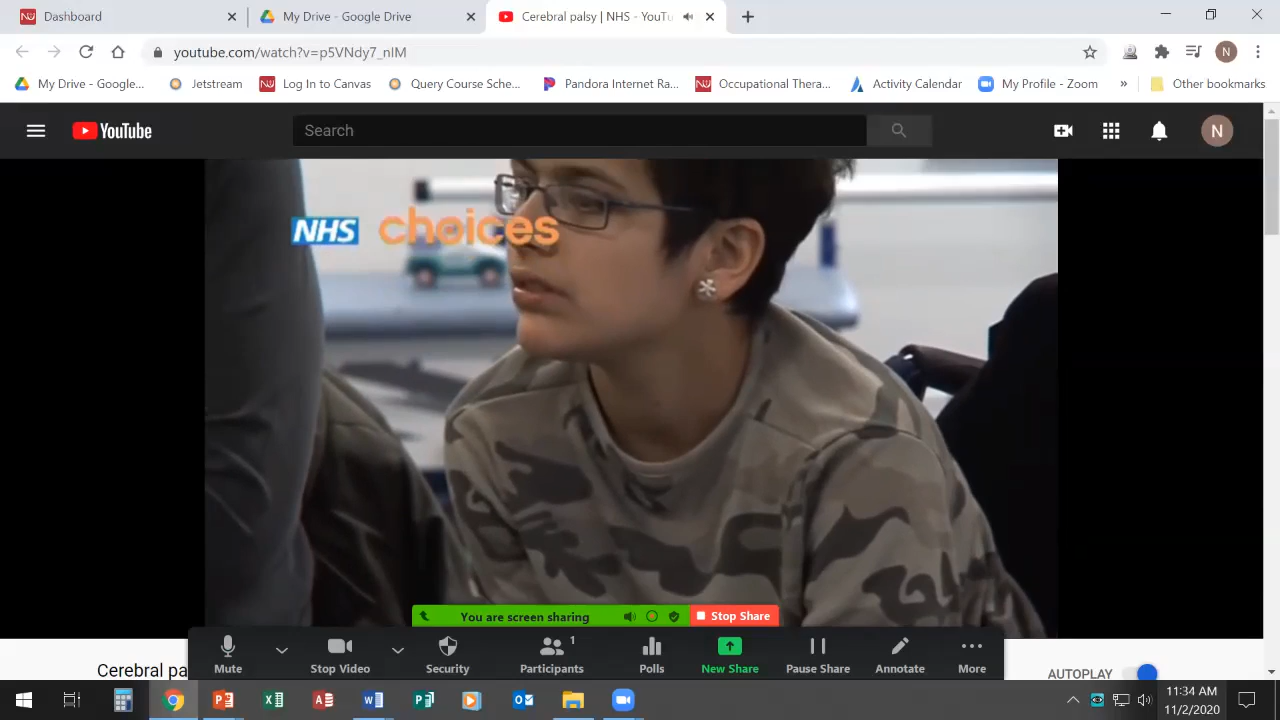 Dashboard
My Drive - Google Drive
Cerebral palsy | NHS - YouTu
youtube.com/watch?v=p5VNdy7_nIM
My Drive - Google...
Jetstream
Log In to Canvas
Query Course Sche...
Pandora Internet Ra...
Occupational Thera...
Activity Calendar
My Profile - Zoom
»
Other bookmarks
N
YouTube
Search
N
NHS choices
You are screen sharing
Stop Share
Mute
Stop Video
Security
Participants
1
Polls
New Share
Pause Share
Annotate
More
Cerebral pa
AUTOPLAY
11:34 AM
11/2/2020